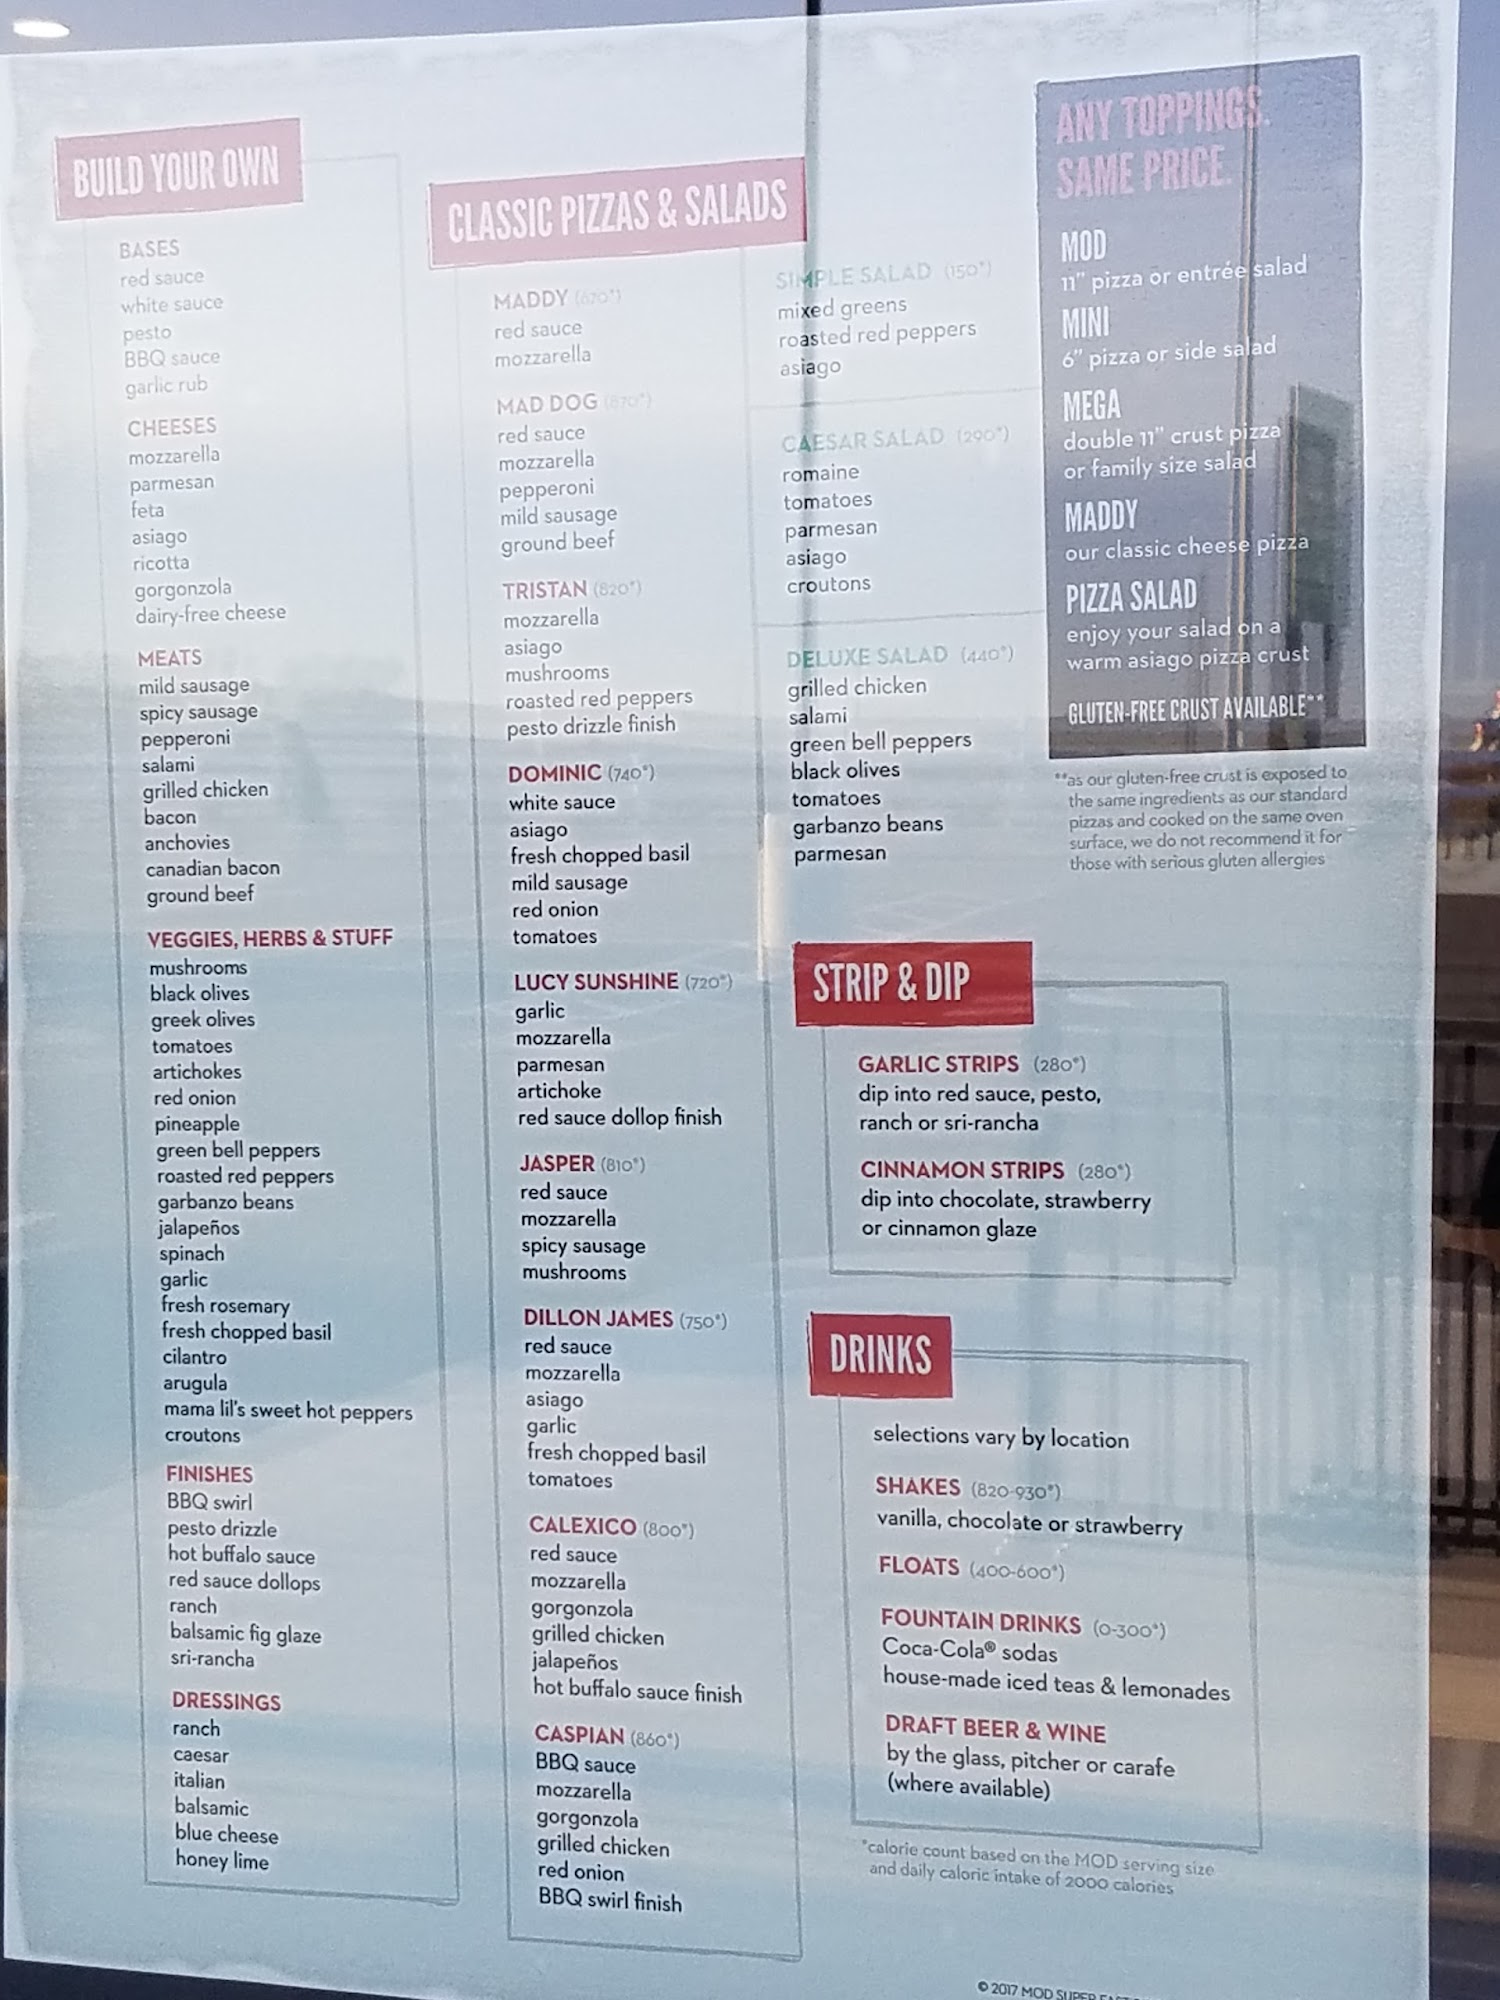 BUILD YOUR OWN
BASES
red sauce
white sauce
pesto
BBQ sauce
garlic rub
CHEESES
mozzarella
parmesan
feta
asiago
ricotta
gorgonzola
dairy-free cheese
MEATS
mild sausage
spicy sausage
pepperoni
salami
grilled chicken
bacon
anchovies
canadian bacon
ground beef
VEGGIES, HERBS & STUFF
mushrooms
black olives
greek olives
tomatoes
artichokes
red onion
pineapple
green bell peppers
roasted red peppers
garbanzo beans
jalapeños
spinach
garlic
fresh rosemary
fresh chopped basil
cilantro
arugula
mama lil's sweet hot peppers
croutons
FINISHES
BBQ swirl
pesto drizzle
hot buffalo sauce
red sauce dollops
ranch
balsamic fig glaze
sri-rancha
DRESSINGS
ranch
caesar
italian
balsamic
blue cheese
honey lime
CLASSIC PIZZAS & SALADS
MADDY (670*)
red sauce
mozzarella
MAD DOG (870*)
red sauce
mozzarella
pepperoni
mild sausage
ground beef
TRISTAN (820*)
mozzarella
asiago
mushrooms
roasted red peppers
pesto drizzle finish
DOMINIC (740*)
white sauce
asiago
fresh chopped basil
mild sausage
red onion
tomatoes
LUCY SUNSHINE (720*)
garlic
mozzarella
parmesan
artichoke
red sauce dollop finish
JASPER (810*)
red sauce
mozzarella
spicy sausage
mushrooms
DILLON JAMES (750*)
red sauce
mozzarella
asiago
garlic
fresh chopped basil
tomatoes
CALEXICO (800*)
red sauce
mozzarella
gorgonzola
grilled chicken
jalapeños
hot buffalo sauce finish
CASPIAN (860*)
BBQ sauce
mozzarella
gorgonzola
grilled chicken
red onion
BBQ swirl finish
SIMPLE SALAD (150*)
mixed greens
roasted red peppers
asiago
CAESAR SALAD (290*)
romaine
tomatoes
parmesan
asiago
croutons
DELUXE SALAD (440*)
grilled chicken
salami
green bell peppers
black olives
tomatoes
garbanzo beans
parmesan
ANY TOPPINGS.
SAME PRICE.
MOD
11" pizza or entrée salad
MINI
6" pizza or side salad
MEGA
double 11" crust pizza
or family size salad
MADDY
our classic cheese pizza
PIZZA SALAD
enjoy your salad on a
warm asiago pizza crust
GLUTEN-FREE CRUST AVAILABLE**
**as our gluten-free crust is exposed to
the same ingredients as our standard
pizzas and cooked on the same oven
surface, we do not recommend it for
those with serious gluten allergies
STRIP & DIP
GARLIC STRIPS (280*)
dip into red sauce, pesto,
ranch or sri-rancha
CINNAMON STRIPS (280*)
dip into chocolate, strawberry
or cinnamon glaze
DRINKS
selections vary by location
SHAKES (820-930*)
vanilla, chocolate or strawberry
FLOATS (400-600*)
FOUNTAIN DRINKS (0-300*)
Coca-Cola® sodas
house-made iced teas & lemonades
DRAFT BEER & WINE
by the glass, pitcher or carafe
(where available)
*calorie count based on the MOD serving size
and daily caloric intake of 2000 calories
© 2017 MOD SUPER